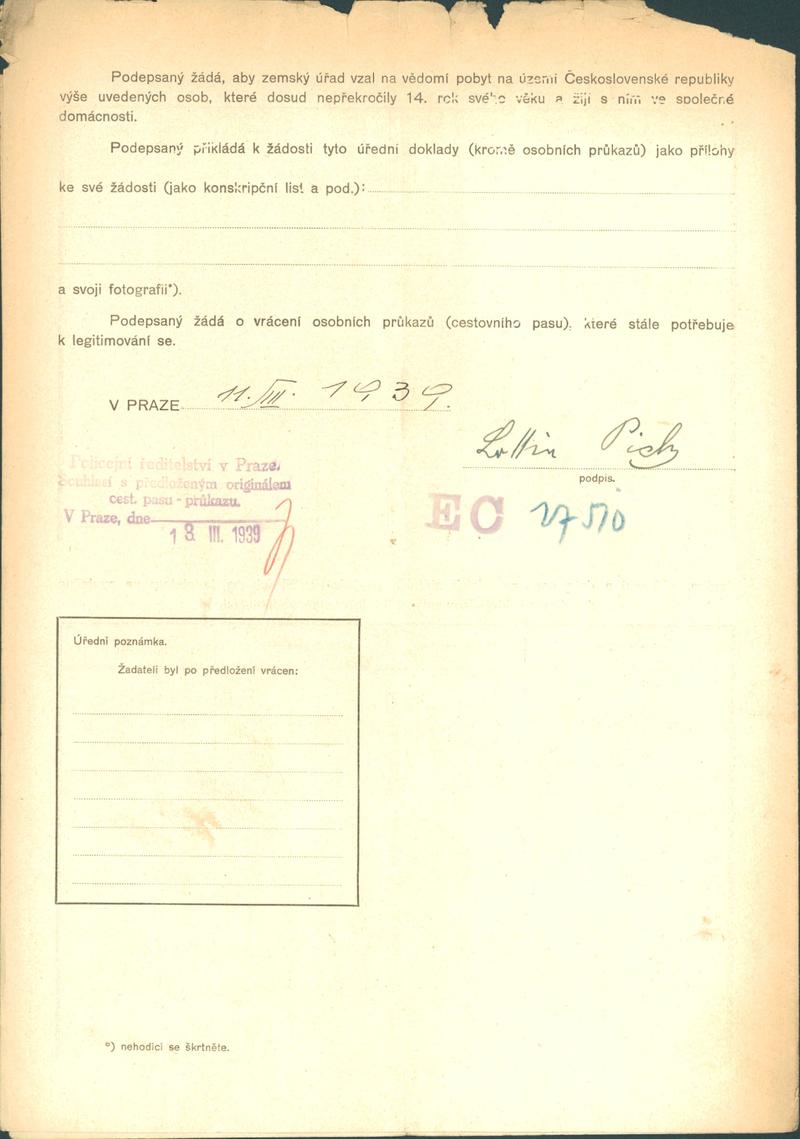 Podepsaný žádá, aby zemský úřad vzal na vědomí pobyt na území Československé republiky
výše uvedených osob, které dosud nepřekročily 14. rok svého věku a žijí s ním ve společné
domácnosti.
Podepsaný přikládá k žádosti tyto úřední doklady (kromě osobních průkazů) jako přílohy
ke své žádosti (jako konskripční list a pod.):
a svoji fotografii*).
Podepsaný žádá o vrácení osobních průkazů (cestovního pasu), které stále potřebuje
k legitimování se.
V PRAZE 11. III. 1939.
Pick
podpis.
Policejní ředitelství v Praze.
Souhlasí s předloženým originálem
cest. pasu - průkazu.
V Praze, dne
18 III. 1939
EC 27510
Úřední poznámka.
Žadateli byl po předložení vrácen:
*) nehodící se škrtněte.